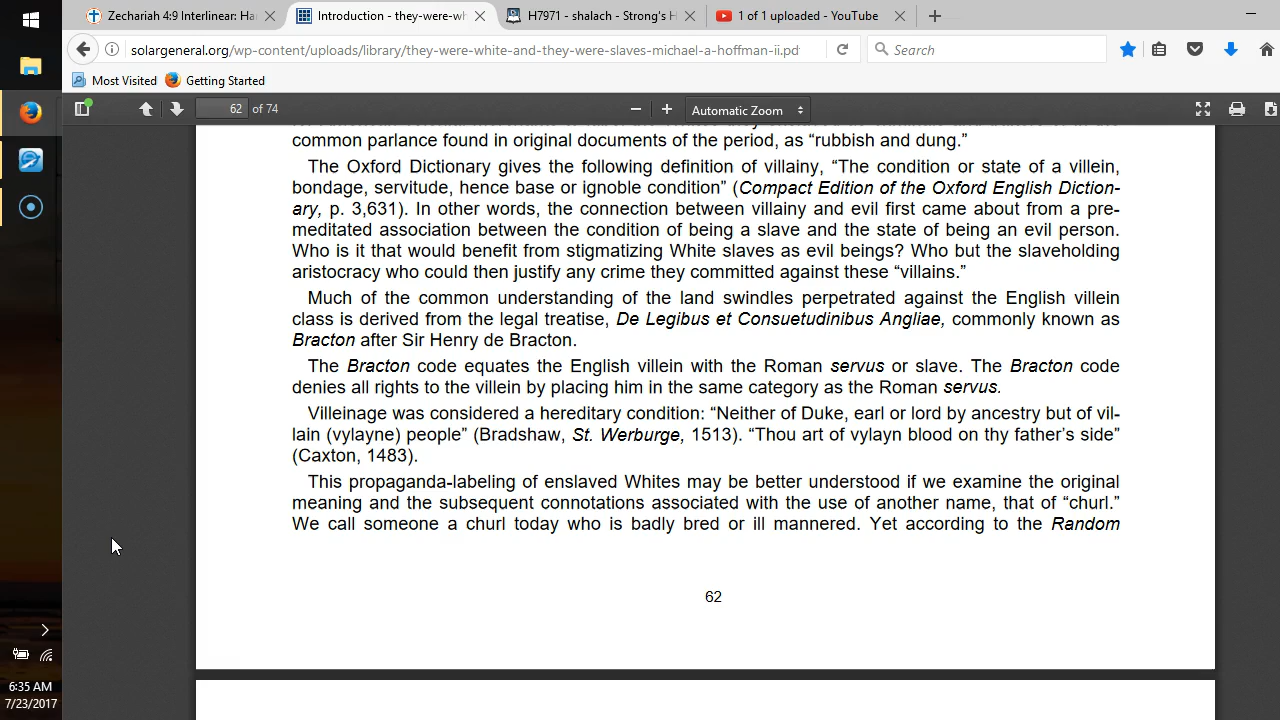 Zechariah 4:9 Interlinear: Ha
Introduction - they-were-wh
H7971 - shalach - Strong's H
1 of 1 uploaded - YouTube
solargeneral.org/wp-content/uploads/library/they-were-white-and-they-were-slaves-michael-a-hoffman-ii.pd
Search
Most Visited
Getting Started
62 of 74
Automatic Zoom
common parlance found in original documents of the period, as “rubbish and dung.”
The Oxford Dictionary gives the following definition of villainy, “The condition or state of a villein,
bondage, servitude, hence base or ignoble condition” (Compact Edition of the Oxford English Diction-
ary, p. 3,631). In other words, the connection between villainy and evil first came about from a pre-
meditated association between the condition of being a slave and the state of being an evil person.
Who is it that would benefit from stigmatizing White slaves as evil beings? Who but the slaveholding
aristocracy who could then justify any crime they committed against these “villains.”
Much of the common understanding of the land swindles perpetrated against the English villein
class is derived from the legal treatise, De Legibus et Consuetudinibus Angliae, commonly known as
Bracton after Sir Henry de Bracton.
The Bracton code equates the English villein with the Roman servus or slave. The Bracton code
denies all rights to the villein by placing him in the same category as the Roman servus.
Villeinage was considered a hereditary condition: “Neither of Duke, earl or lord by ancestry but of vil-
lain (vylayne) people” (Bradshaw, St. Werburge, 1513). “Thou art of vylayn blood on thy father’s side”
(Caxton, 1483).
This propaganda-labeling of enslaved Whites may be better understood if we examine the original
meaning and the subsequent connotations associated with the use of another name, that of “churl.”
We call someone a churl today who is badly bred or ill mannered. Yet according to the Random
62
6:35 AM
7/23/2017